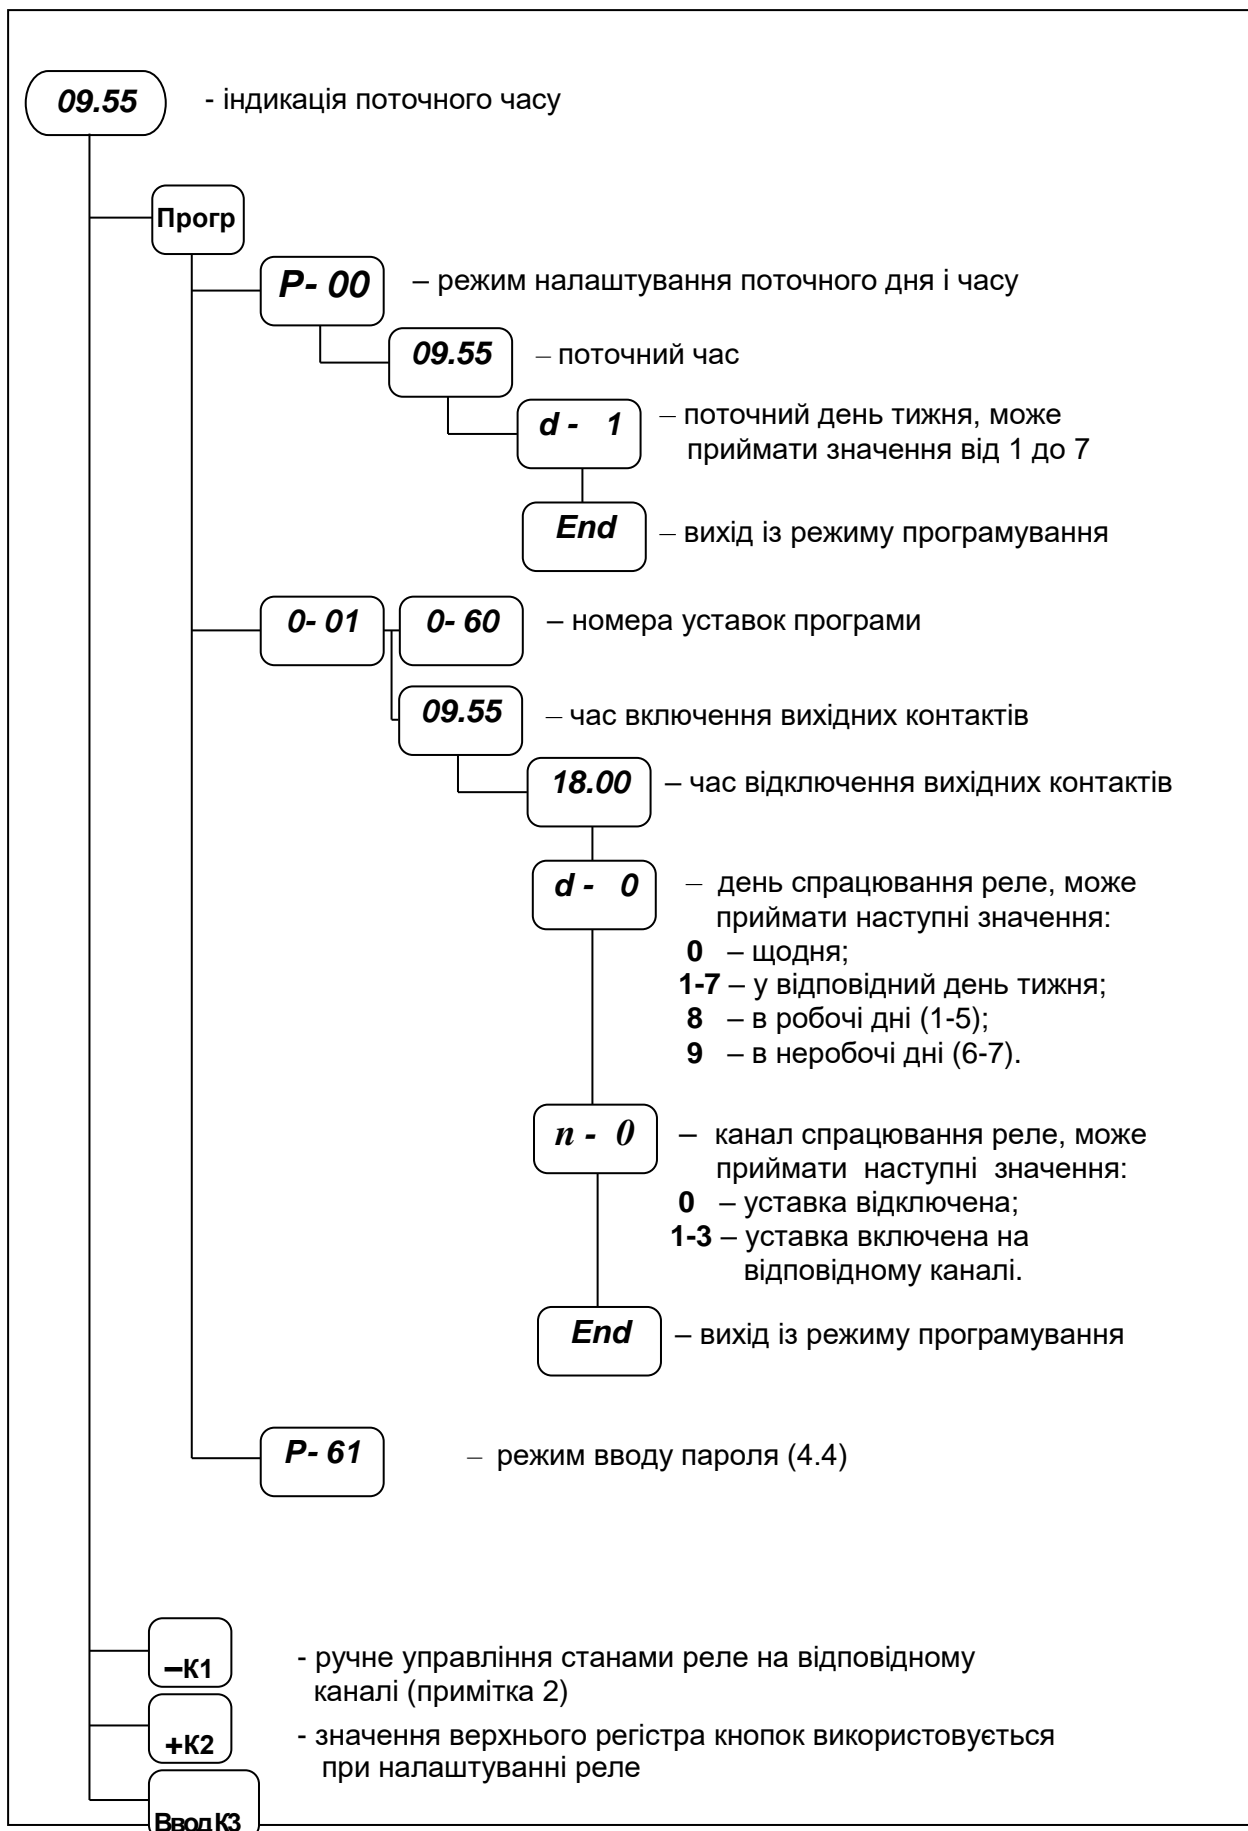 09.55 - індикація поточного часу
Прогр
P- 00 – режим налаштування поточного дня і часу
09.55 – поточний час
d - 1 – поточний день тижня, може
приймати значення від 1 до 7
End – вихід із режиму програмування
0- 01 0- 60 – номера уставок програми
09.55 – час включення вихідних контактів
18.00 – час відключення вихідних контактів
d - 0 – день спрацювання реле, може
приймати наступні значення:
0 – щодня;
1-7 – у відповідний день тижня;
8 – в робочі дні (1-5);
9 – в неробочі дні (6-7).
n - 0 – канал спрацювання реле, може
приймати наступні значення:
0 – уставка відключена;
1-3 – уставка включена на
відповідному каналі.
End – вихід із режиму програмування
P- 61 – режим вводу пароля (4.4)
–К1 - ручне управління станами реле на відповідному
каналі (примітка 2)
+К2 - значення верхнього регістра кнопок використовується
при налаштуванні реле
Ввод К3